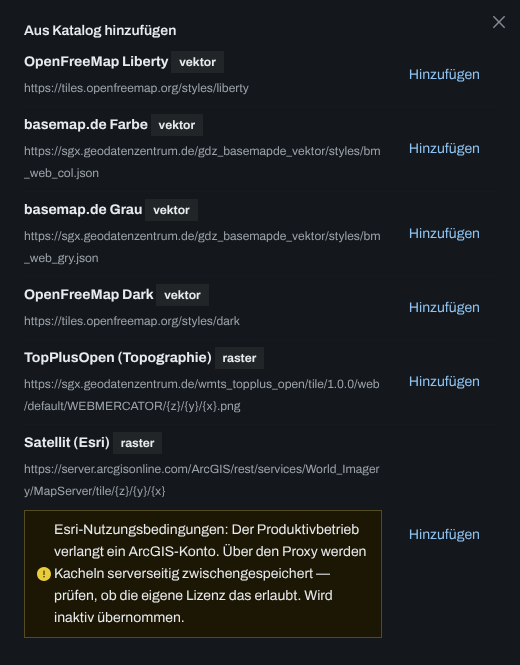 Aus Katalog hinzufügen
OpenFreeMap Liberty vektor
https://tiles.openfreemap.org/styles/liberty
Hinzufügen
basemap.de Farbe vektor
https://sgx.geodatenzentrum.de/gdz_basemapde_vektor/styles/bm
_web_col.json
Hinzufügen
basemap.de Grau vektor
https://sgx.geodatenzentrum.de/gdz_basemapde_vektor/styles/bm
_web_gry.json
Hinzufügen
OpenFreeMap Dark vektor
https://tiles.openfreemap.org/styles/dark
Hinzufügen
TopPlusOpen (Topographie) raster
https://sgx.geodatenzentrum.de/wmts_topplus_open/tile/1.0.0/web
/default/WEBMERCATOR/{z}/{y}/{x}.png
Hinzufügen
Satellit (Esri) raster
https://server.arcgisonline.com/ArcGIS/rest/services/World_Imager
y/MapServer/tile/{z}/{y}/{x}
Esri-Nutzungsbedingungen: Der Produktivbetrieb
verlangt ein ArcGIS-Konto. Über den Proxy werden
Kacheln serverseitig zwischengespeichert —
prüfen, ob die eigene Lizenz das erlaubt. Wird
inaktiv übernommen.
Hinzufügen